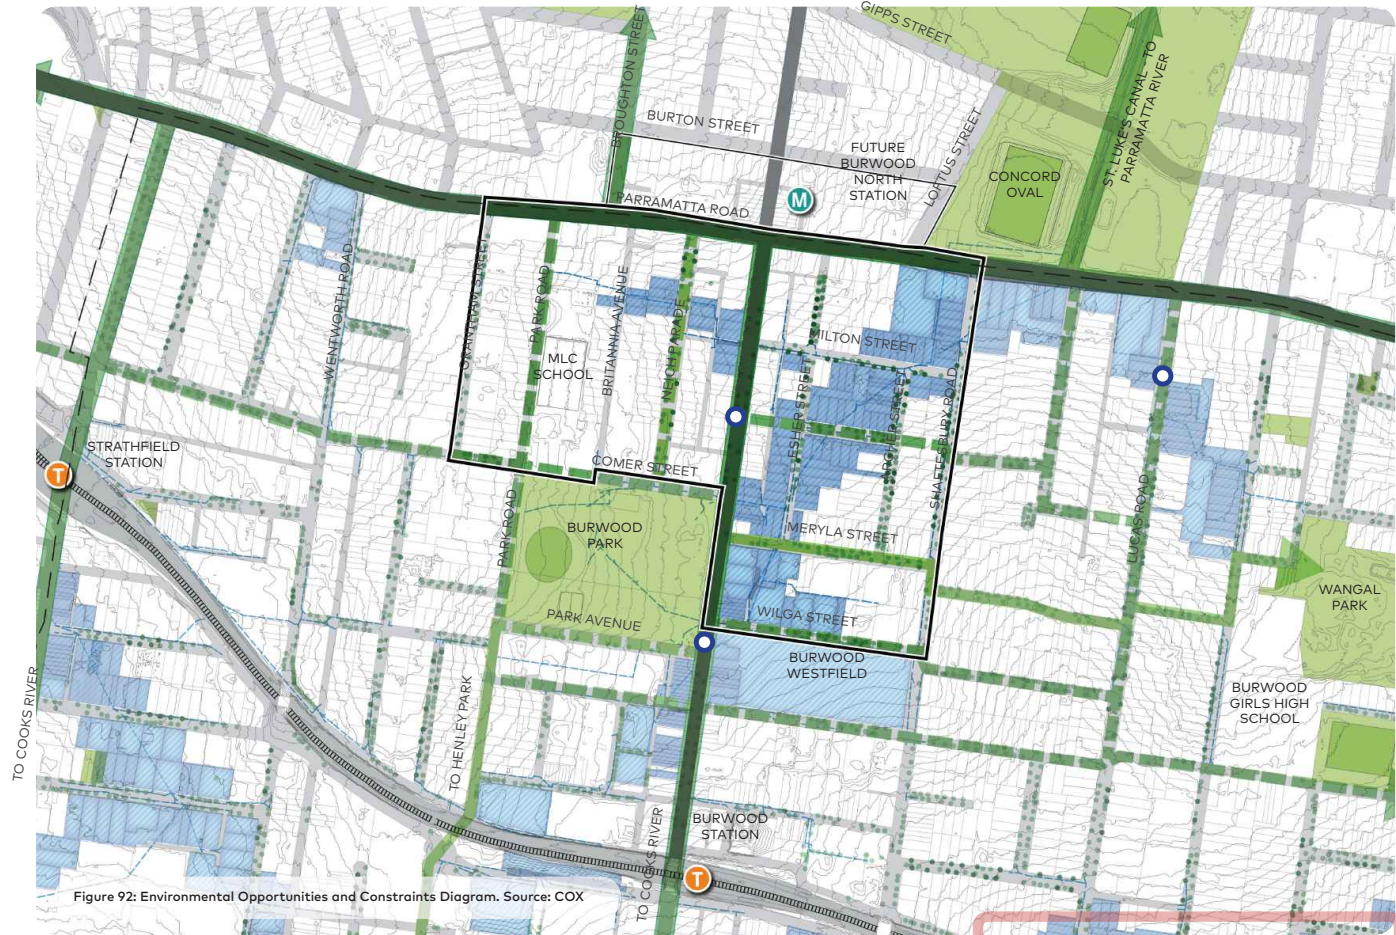 GIPPS STREET
BROUGHTON STREET
BURTON STREET
FUTURE
BURWOOD
NORTH
STATION
LOFTUS STREET
CONCORD
OVAL
ST. LUKE'S CANAL - TO
PARRAMATTA RIVER
M
PARRAMATTA ROAD
WENTWORTH ROAD
GRANTHAM STREET
PARK ROAD
BRITANNIA AVENUE
NEICH PARADE
MLC
SCHOOL
MILTON STREET
ESHER STREET
ARCHER STREET
SHAFTESBURY ROAD
LUCAS ROAD
STRATHFIELD
STATION
T
COMER STREET
PARK ROAD
BURWOOD
PARK
MERYLA STREET
WANGAL
PARK
PARK AVENUE
WILGA STREET
BURWOOD
WESTFIELD
BURWOOD
GIRLS HIGH
SCHOOL
TO COOKS RIVER
TO HENLEY PARK
TO COOKS RIVER
BURWOOD
STATION
T
Figure 92: Environmental Opportunities and Constraints Diagram. Source: COX